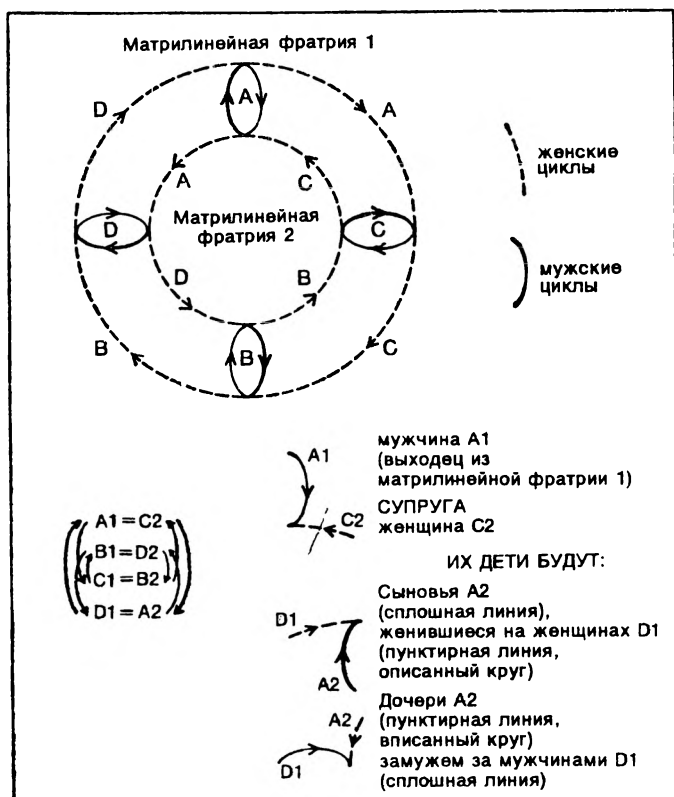 Матрилинейная фратрия 1
D
A
A
A
C
женские
циклы
Матрилинейная
фратрия 2
D
C
D
B
мужские
циклы
B
B
C
A1
мужчина A1
(выходец из
матрилинейной фратрии 1)
C2
СУПРУГА
женщина C2
A1=C2
B1=D2
C1=B2
D1=A2
ИХ ДЕТИ БУДУТ:
D1
A2
Сыновья A2
(сплошная линия),
женившиеся на женщинах D1
(пунктирная линия,
описанный круг)
A2
D1
Дочери A2
(пунктирная линия,
вписанный круг)
замужем за мужчинами D1
(сплошная линия)